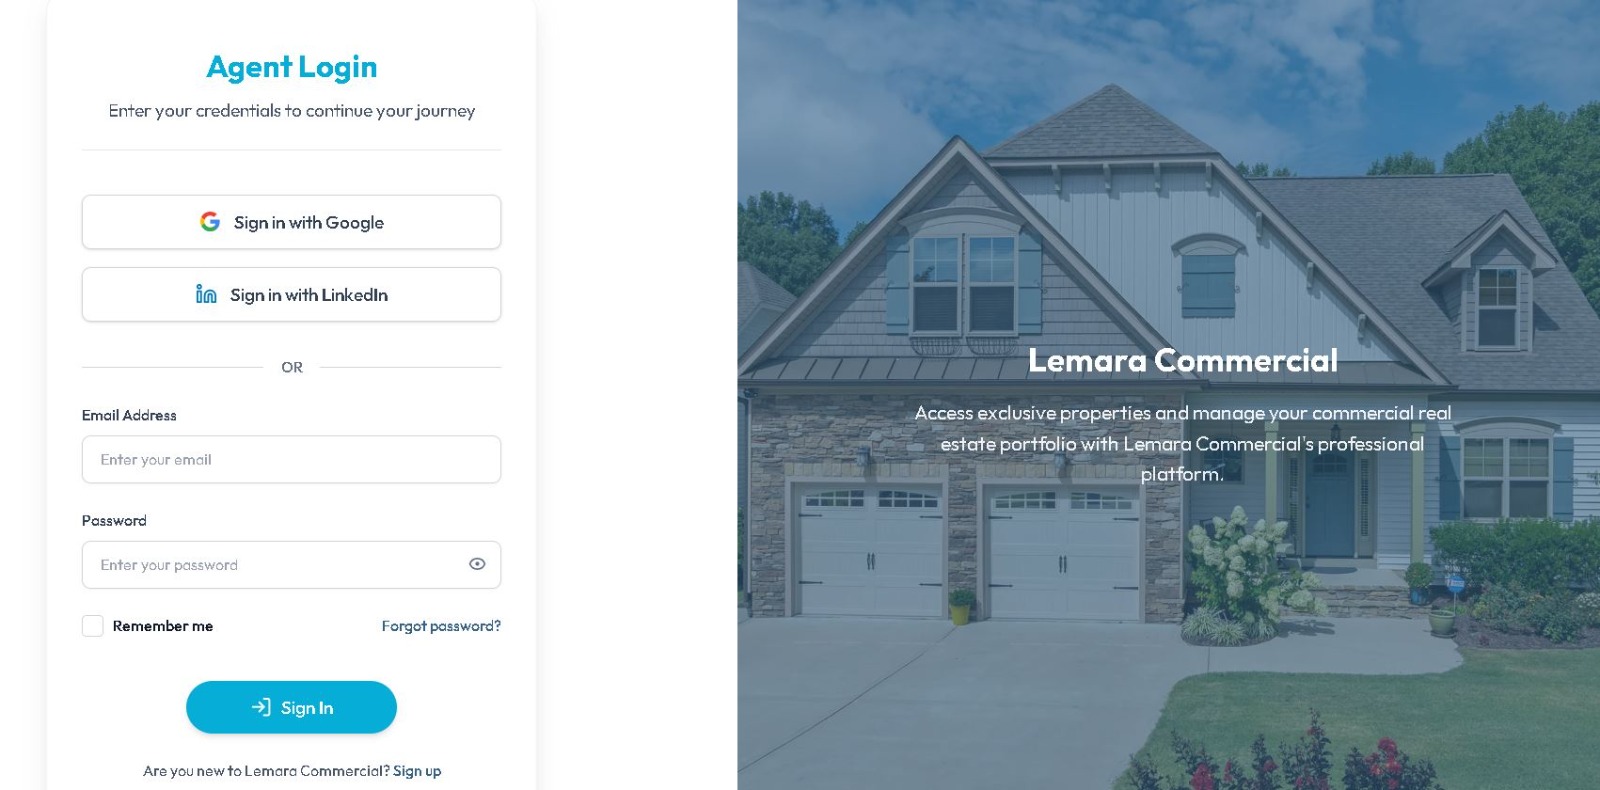 Agent Login
Enter your credentials to continue your journey
Sign in with Google
Sign in with LinkedIn
OR
Email Address
Enter your email
Password
Enter your password
Remember me
Forgot password?
Sign In
Are you new to Lemara Commercial? Sign up
Lemara Commercial
Access exclusive properties and manage your commercial real
estate portfolio with Lemara Commercial's professional
platform.